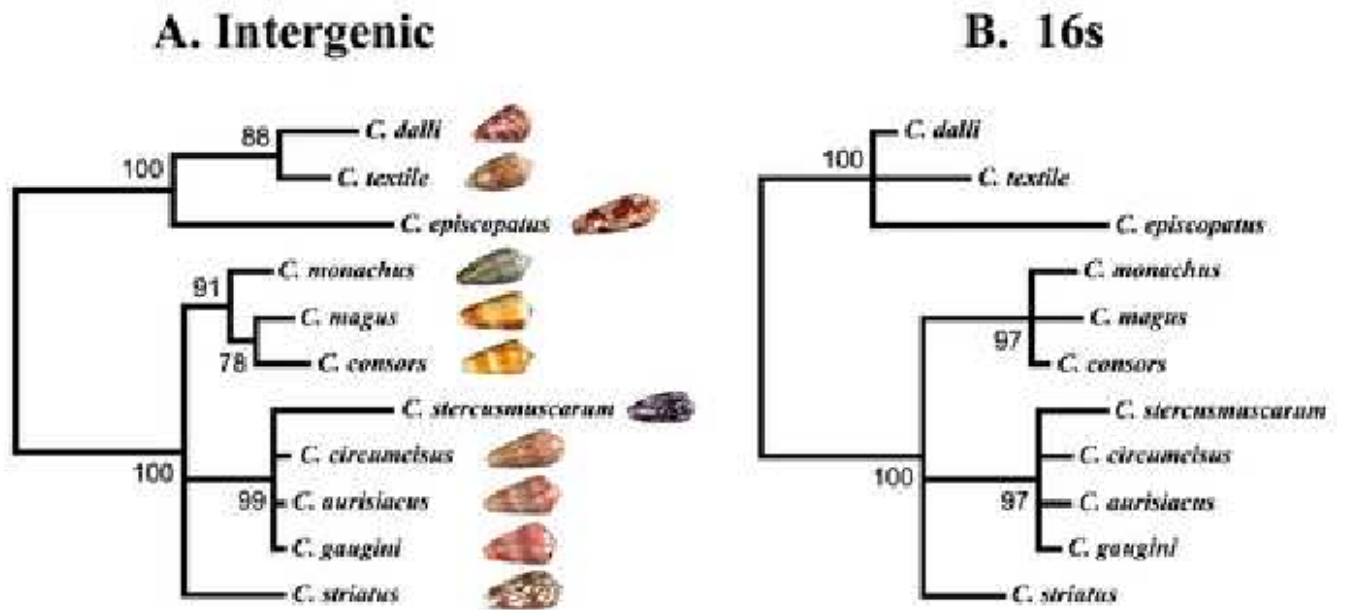 A. Intergenic
88
C. dalli
100
C. textile
C. episcopatus
91
C. monachus
C. magus
78
C. consors
C. stercusmuscarum
100
C. circumcisus
99
C. aurisiacus
C. gaugini
C. striatus
B. 16s
C. dalli
100
C. textile
C. episcopatus
C. monachus
C. magus
97
C. consors
C. stercusmuscarum
100
C. circumcisus
97
C. aurisiacus
C. gaugini
C. striatus